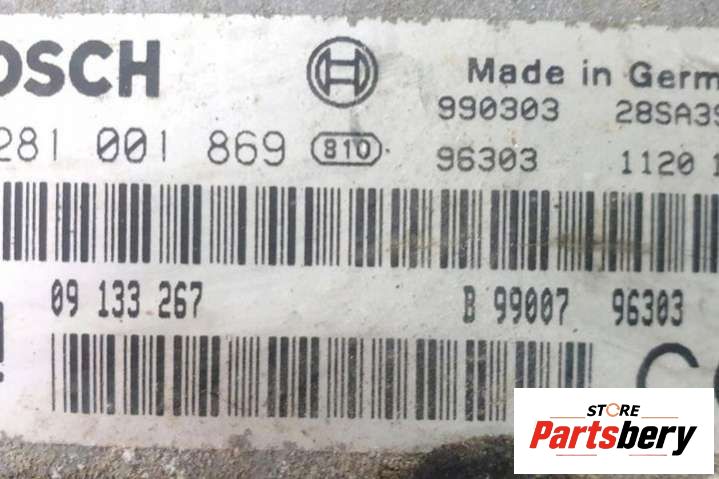 OSCH
Made in Germ
990303 28SA39
281 001 869 810
96303 1120 1
09 133 267 B 99007 96303
STORE
Partsbery